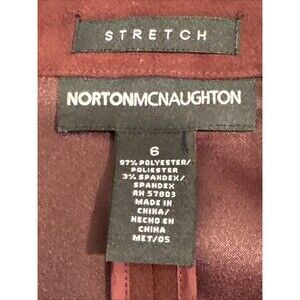 STRETCH
NORTONMCNAUGHTON
6
97% POLYESTER/
POLIESTER
3% SPANDEX/
SPANDEX
RN 57803
MADE IN
CHINA/
HECHO EN
CHINA
MET/05